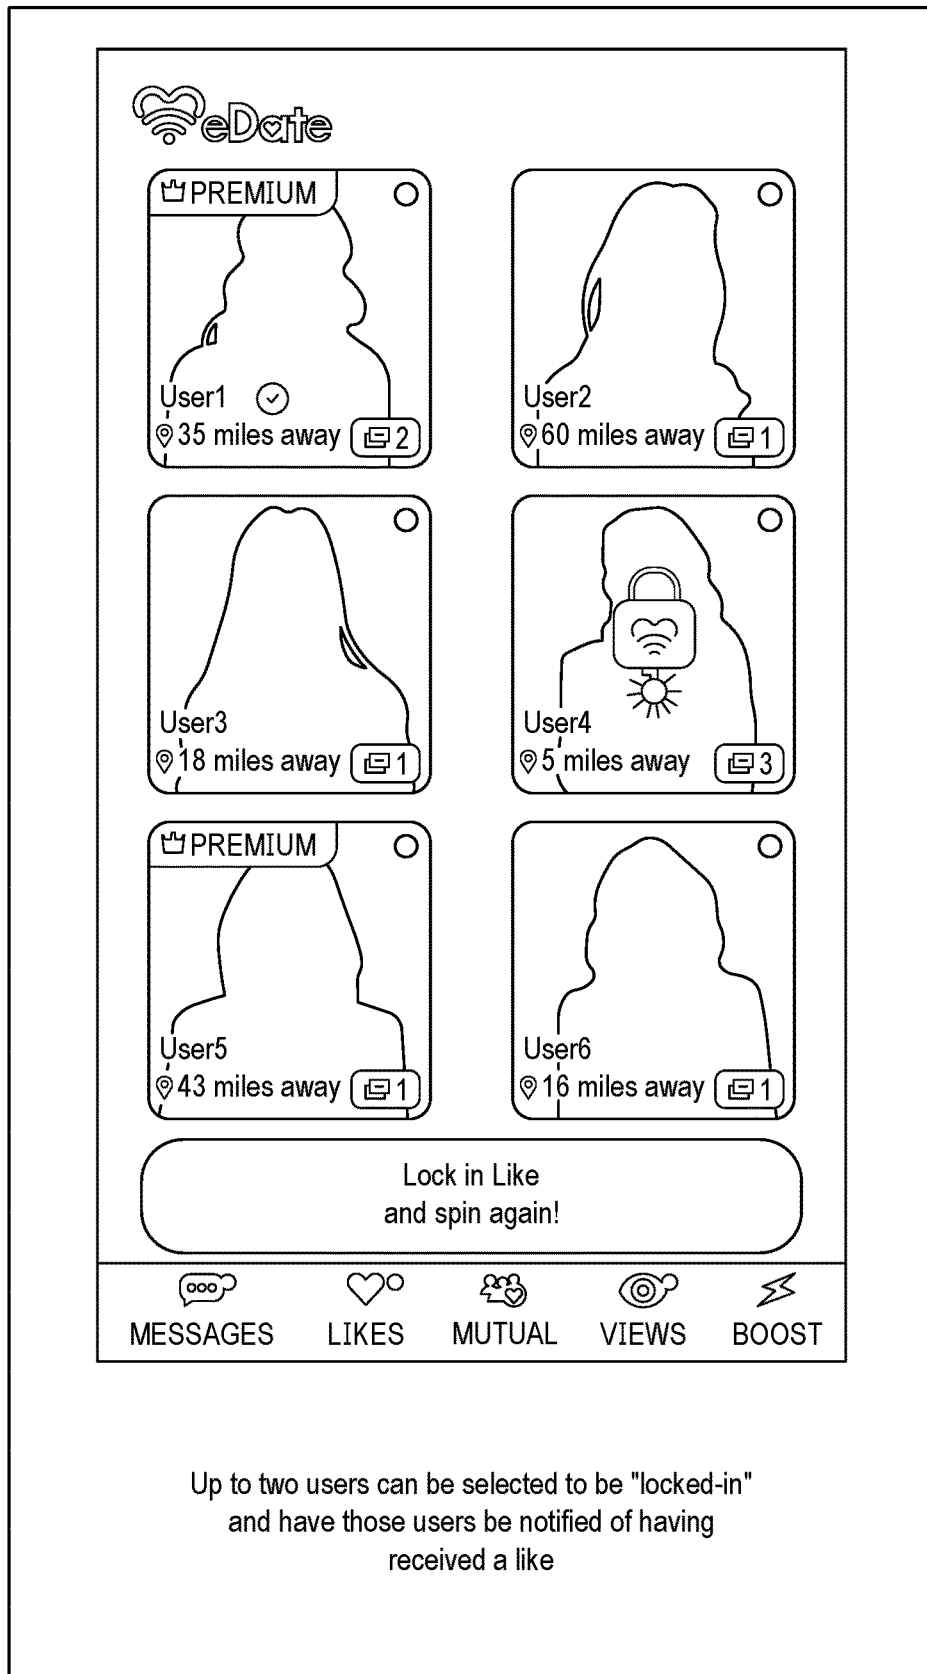 eDate
PREMIUM
User1
35 miles away 2
User2
60 miles away 1
User3
18 miles away 1
User4
5 miles away 3
PREMIUM
User5
43 miles away 1
User6
16 miles away 1
Lock in Like
and spin again!
MESSAGES LIKES MUTUAL VIEWS BOOST
Up to two users can be selected to be "locked-in"
and have those users be notified of having
received a like